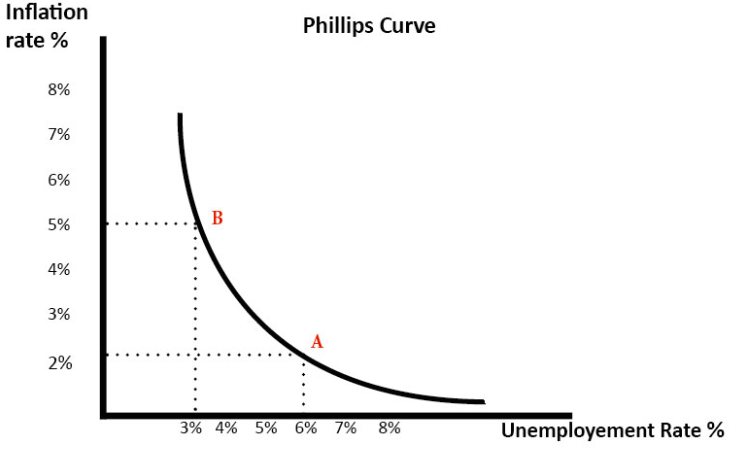 Inflation
rate %
Phillips Curve
8%
7%
6%
5%
B
4%
3%
A
2%
3% 4% 5% 6% 7% 8%
Unemployement Rate %